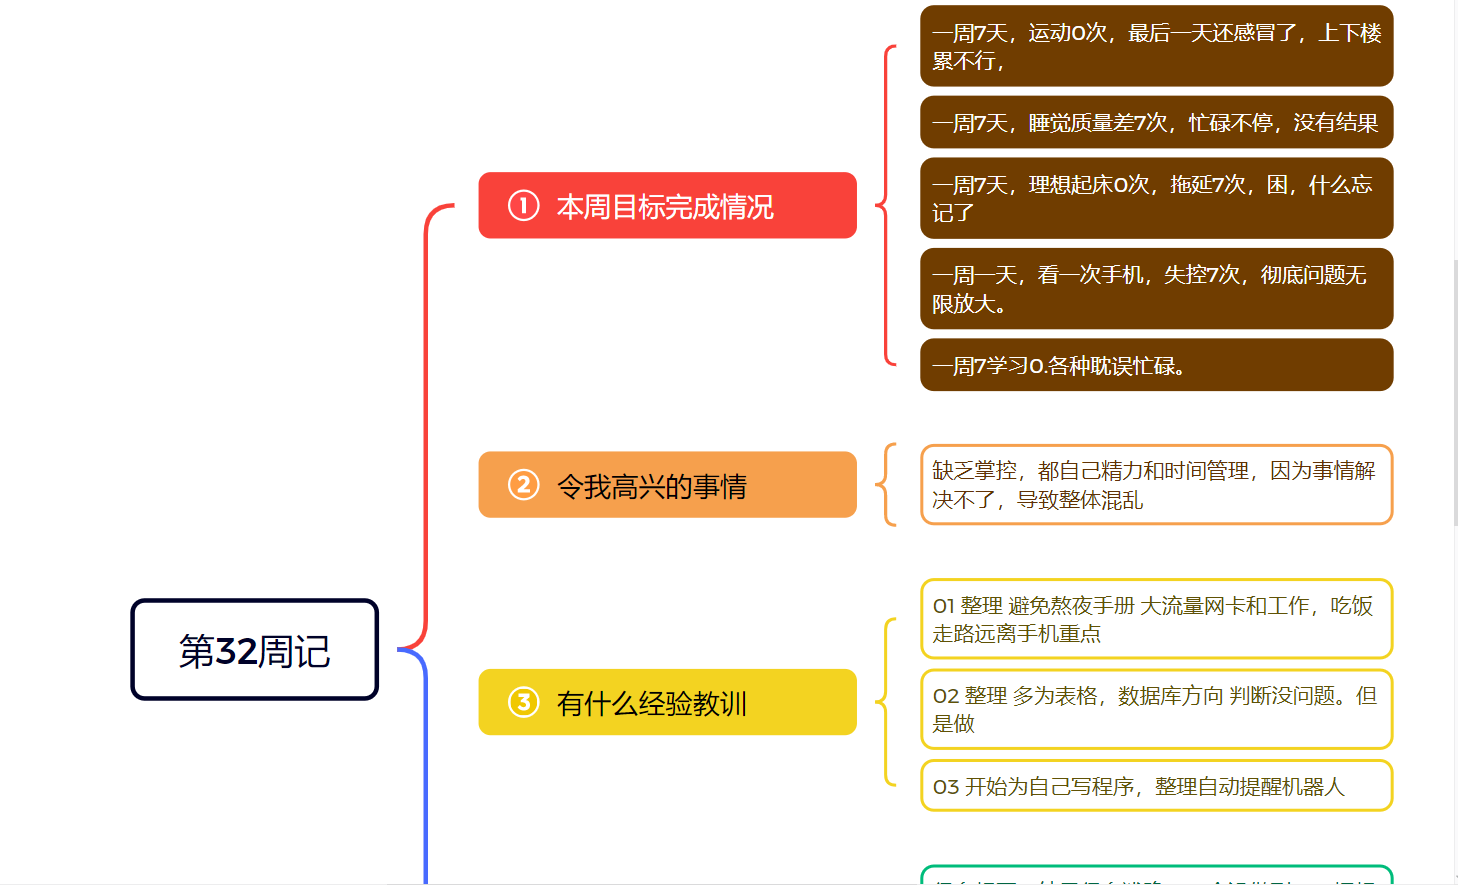 第32周记
① 本周目标完成情况
一周7天，运动0次，最后一天还感冒了，上下楼
累不行，
一周7天，睡觉质量差7次，忙碌不停，没有结果
一周7天，理想起床0次，拖延7次，困，什么忘
记了
一周一天，看一次手机，失控7次，彻底问题无
限放大。
一周7学习0.各种耽误忙碌。
② 令我高兴的事情
缺乏掌控，都自己精力和时间管理，因为事情解
决不了，导致整体混乱
③ 有什么经验教训
01 整理 避免熬夜手册 大流量网卡和工作，吃饭
走路远离手机重点
02 整理 多为表格，数据库方向 判断没问题。但
是做
03 开始为自己写程序，整理自动提醒机器人